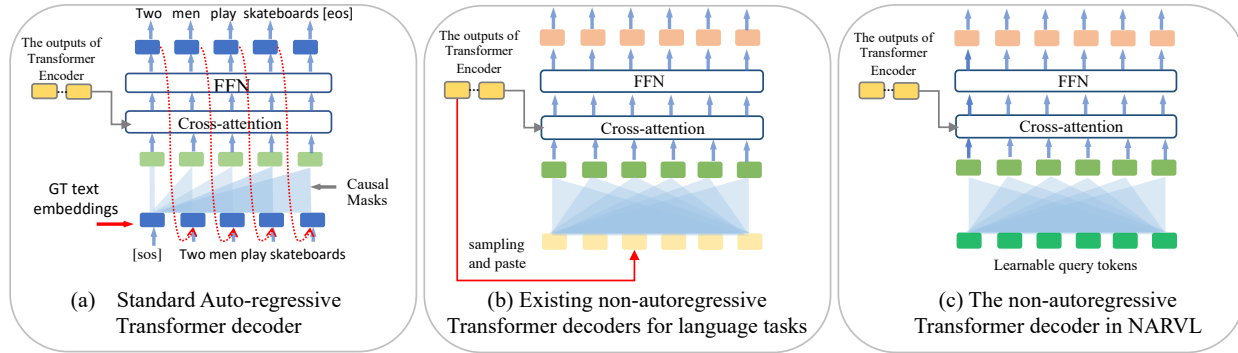 Two men play skateboards [eos]
The outputs of
Transformer
Encoder
FFN
Cross-attention
GT text
embeddings
Causal
Masks
[sos]
Two men play skateboards
(a) Standard Auto-regressive
Transformer decoder
The outputs of
Transformer
Encoder
FFN
Cross-attention
sampling
and paste
(b) Existing non-autoregressive
Transformer decoders for language tasks
The outputs of
Transformer
Encoder
FFN
Cross-attention
Learnable query tokens
(c) The non-autoregressive
Transformer decoder in NARVL